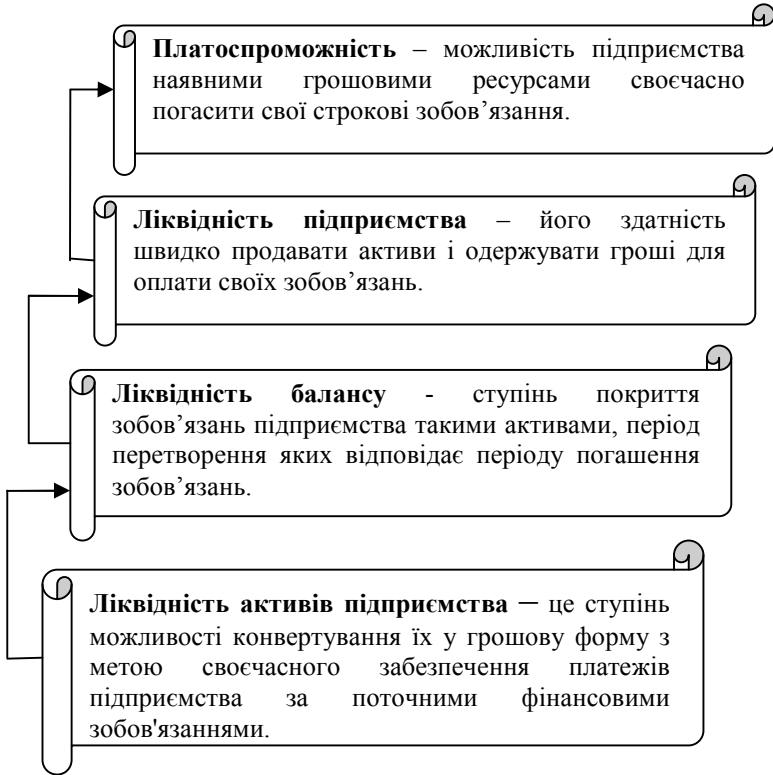 Платоспроможність – можливість підприємства
наявними грошовими ресурсами своєчасно
погасити свої строкові зобов’язання.
Ліквідність підприємства – його здатність
швидко продавати активи і одержувати гроші для
оплати своїх зобов’язань.
Ліквідність балансу - ступінь покриття
зобов’язань підприємства такими активами, період
перетворення яких відповідає періоду погашення
зобов’язань.
Ліквідність активів підприємства — це ступінь
можливості конвертування їх у грошову форму з
метою своєчасного забезпечення платежів
підприємства за поточними фінансовими
зобов'язаннями.